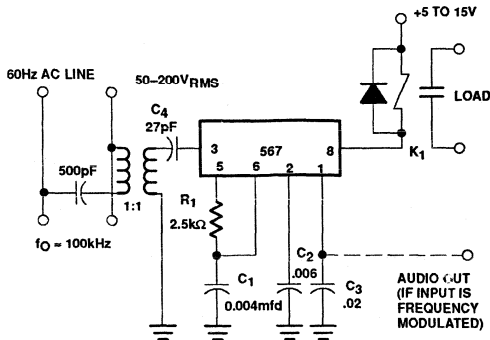 +5 TO 15V
60Hz AC LINE
50–200VRMS
C4
27pF
LOAD
500pF
3
567
8
5
6
2
1
K1
1:1
R1
2.5kΩ
fO ≈ 100kHz
C1
0.004mfd
C2
.006
C3
.02
AUDIO OUT
(IF INPUT IS
FREQUENCY
MODULATED)